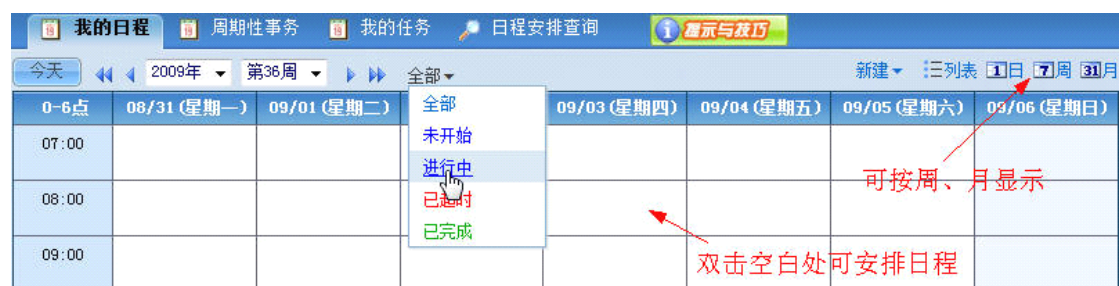 我的日程 周期性事务 我的任务 日程安排查询 提示与技巧
今天 2009年 第36周 全部 新建 列表 1日 7周 31月
0-6点 08/31(星期一) 09/01(星期二) 09/03(星期四) 09/04(星期五) 09/05(星期六) 09/06(星期日)
全部
07:00
未开始
进行中
可按周、月显示
08:00
已超时
已完成
09:00
双击空白处可安排日程